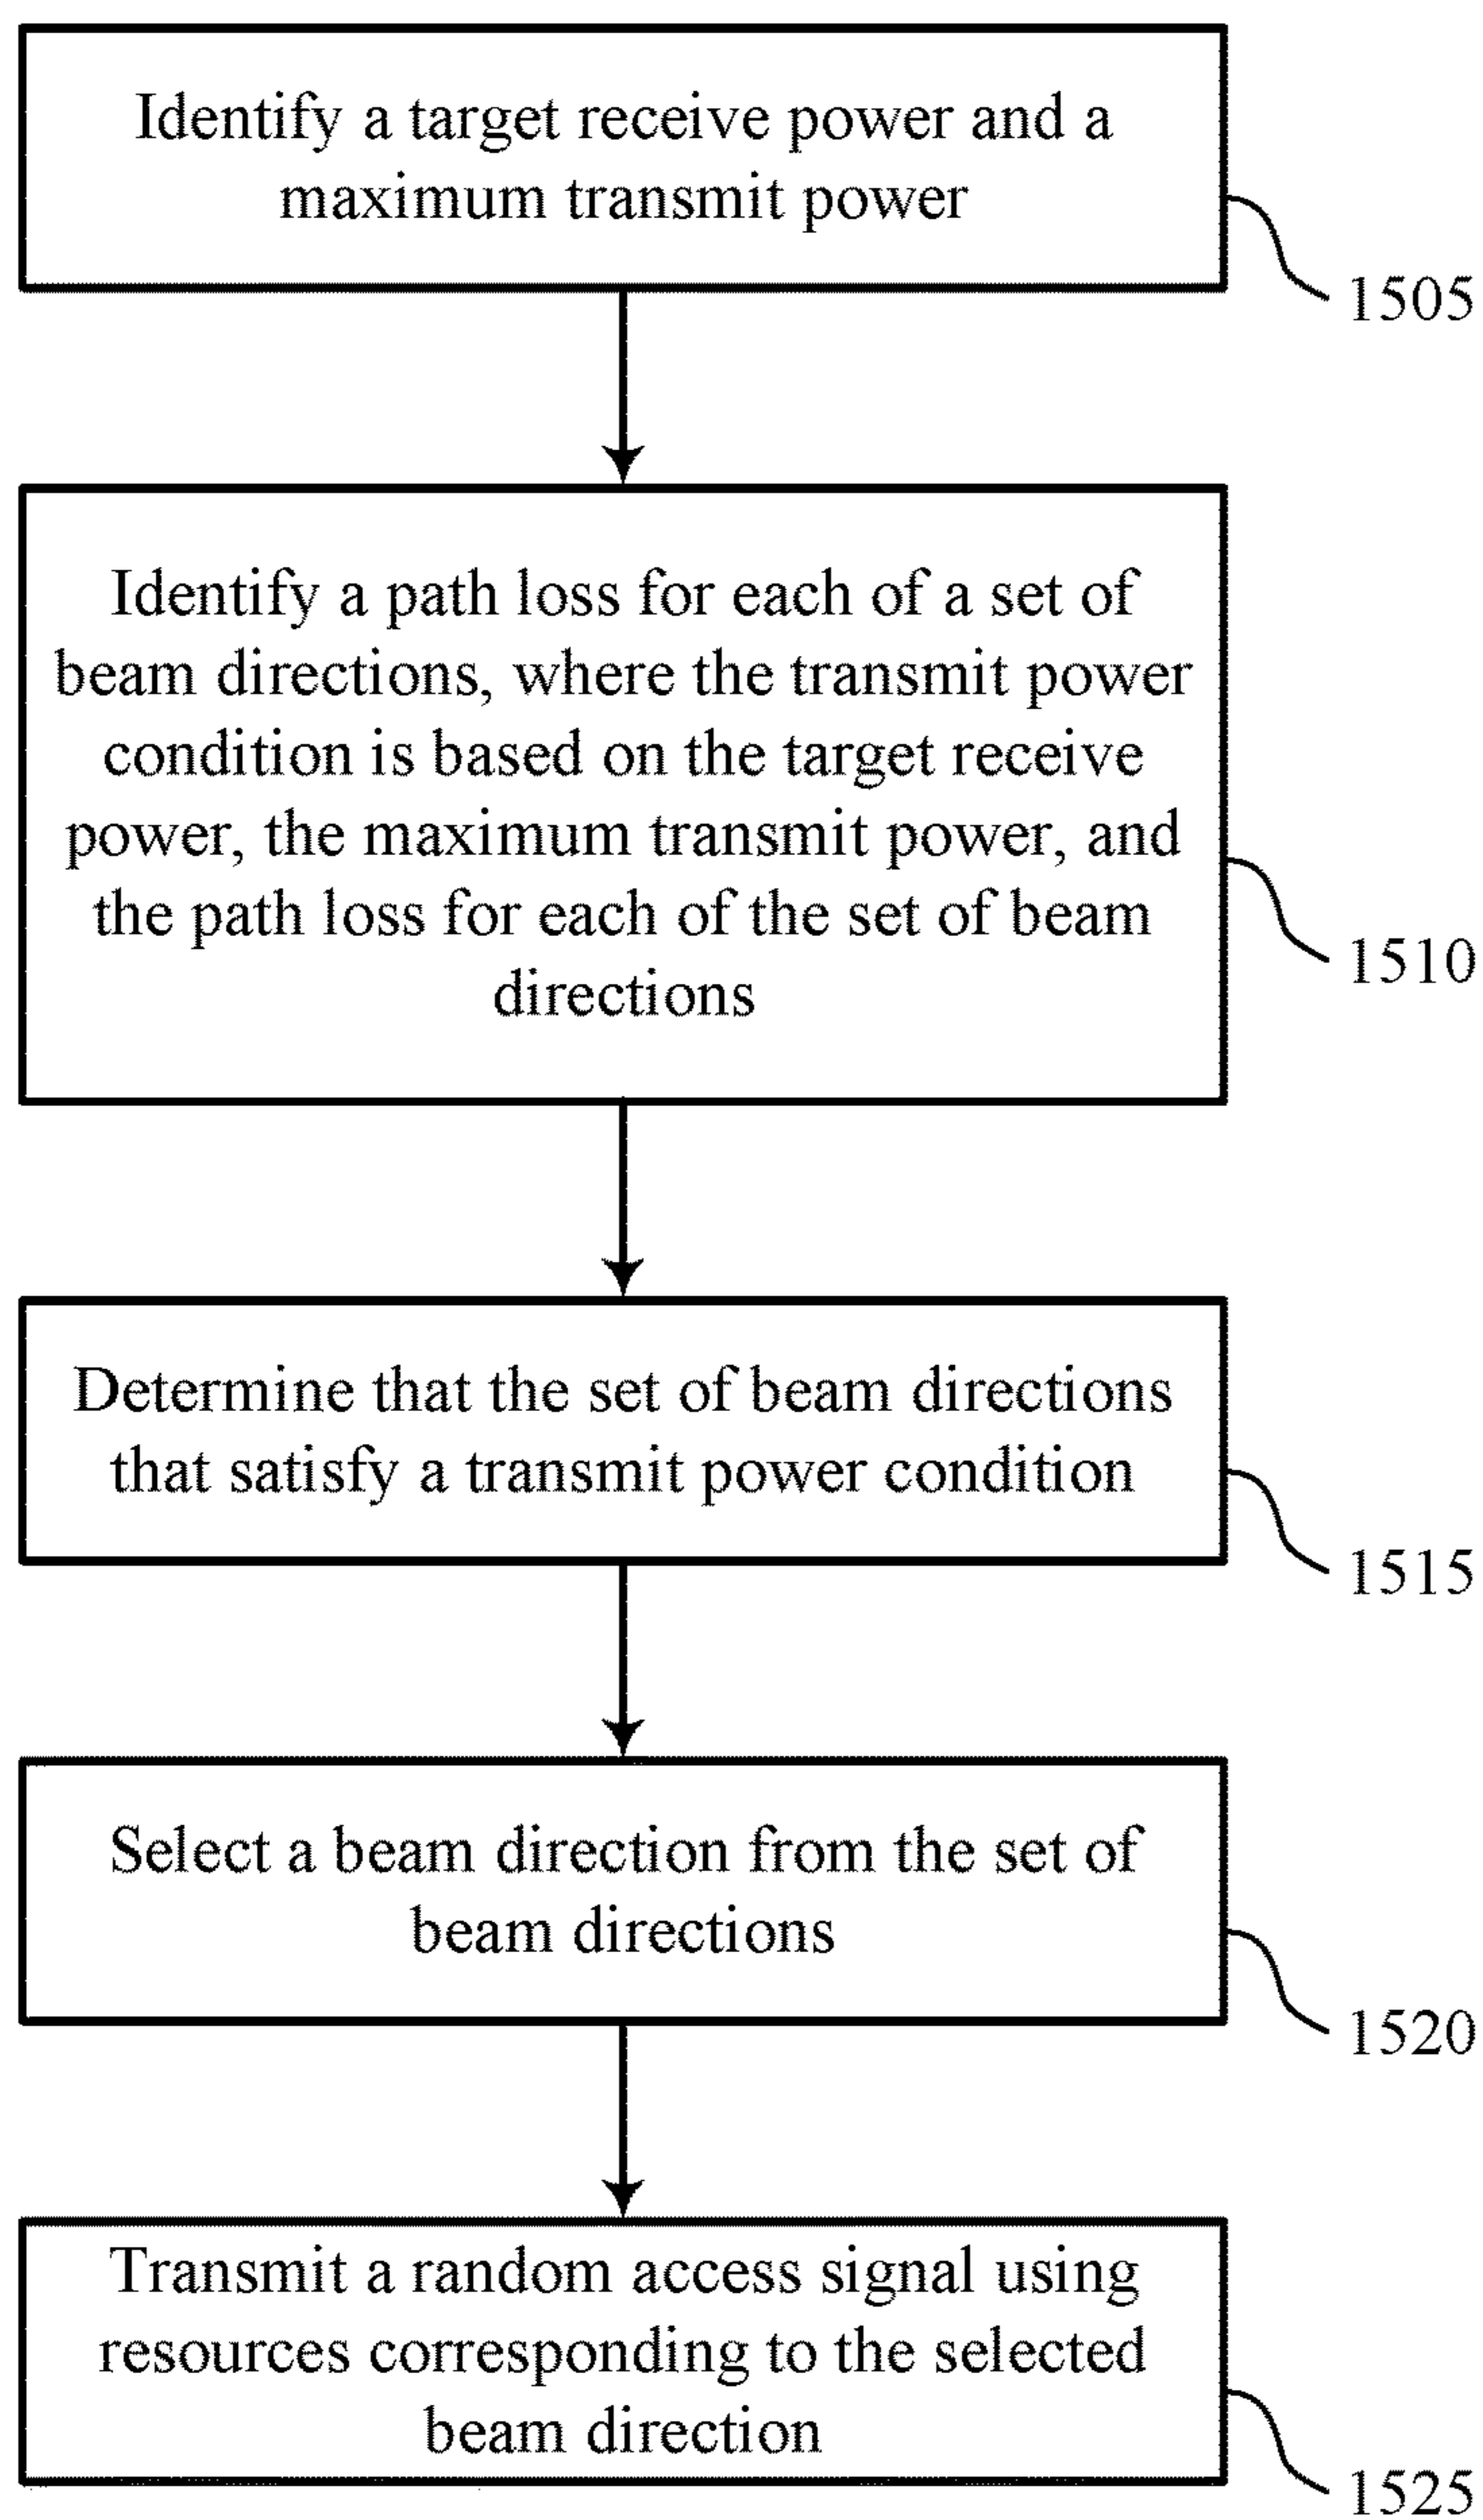 Identify a target receive power and a
maximum transmit power
1505
Identify a path loss for each of a set of
beam directions, where the transmit power
condition is based on the target receive
power, the maximum transmit power, and
the path loss for each of the set of beam
directions
1510
Determine that the set of beam directions
that satisfy a transmit power condition
1515
Select a beam direction from the set of
beam directions
1520
Transmit a random access signal using
resources corresponding to the selected
beam direction
1525